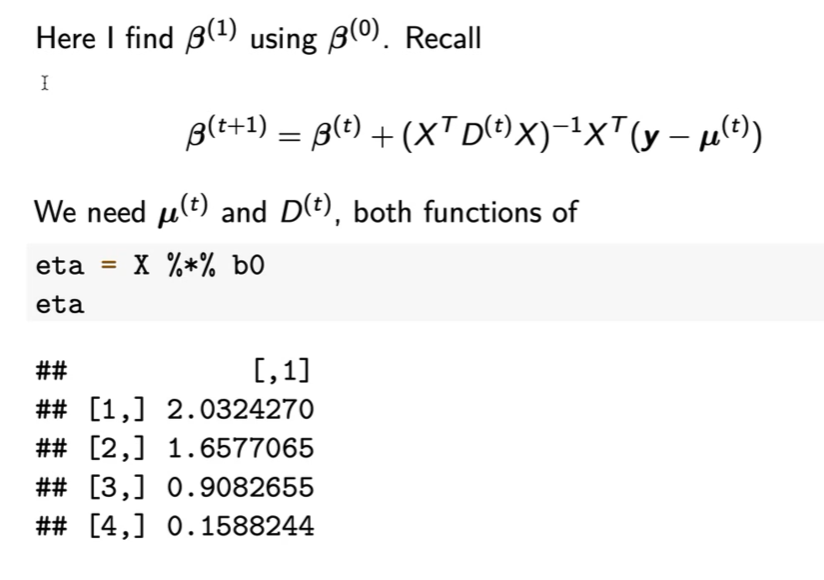 Here I find β⁽¹⁾ using β⁽⁰⁾. Recall
β⁽ᵗ⁺¹⁾ = β⁽ᵗ⁾ + (XᵀD⁽ᵗ⁾X)⁻¹Xᵀ(y − μ⁽ᵗ⁾)
We need μ⁽ᵗ⁾ and D⁽ᵗ⁾, both functions of
eta = X %*% b0
eta
##            [,1]
## [1,] 2.0324270
## [2,] 1.6577065
## [3,] 0.9082655
## [4,] 0.1588244